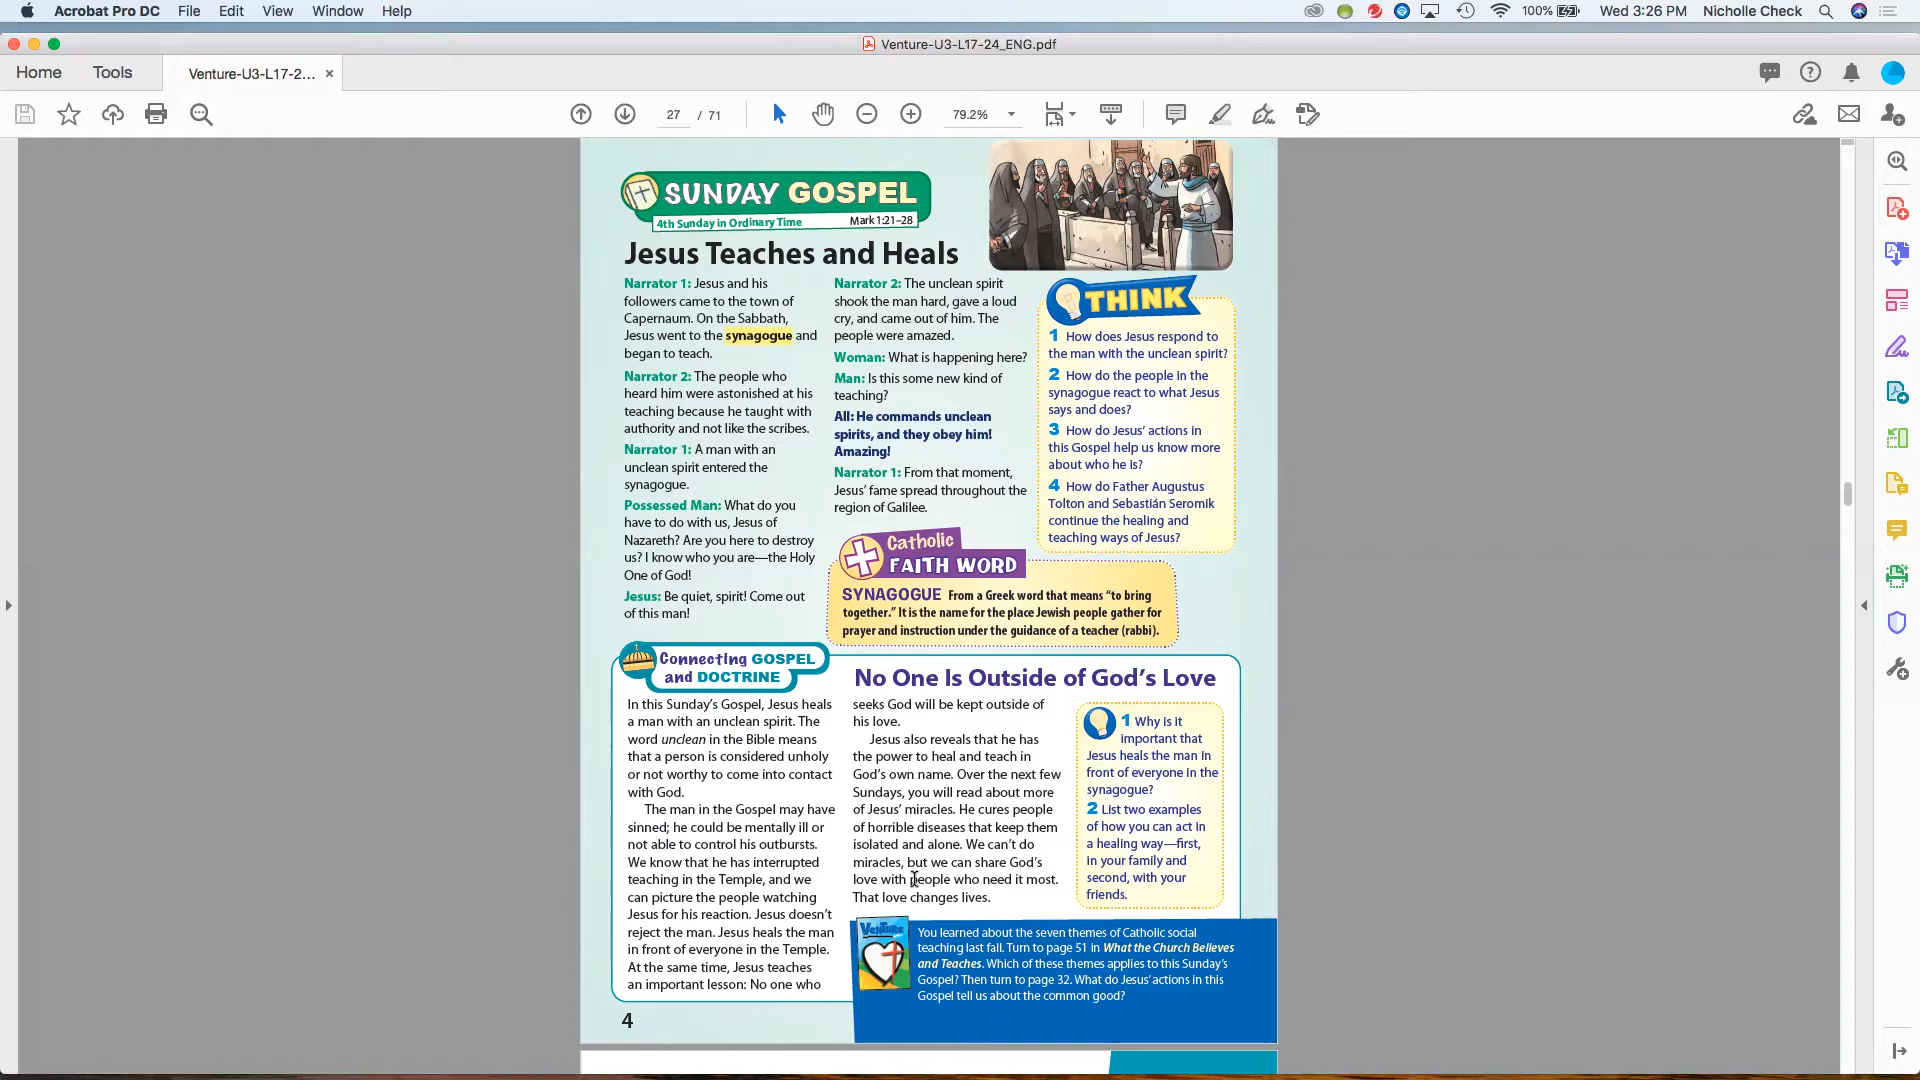 Acrobat Pro DC File Edit View Window Help 100% Wed 3:26 PM Nicholle Check
Venture-U3-L17-24_ENG.pdf
Home Tools Venture-U3-L17-2... ×
27 / 71 79.2%
SUNDAY GOSPEL
4th Sunday in Ordinary Time Mark 1:21–28
Jesus Teaches and Heals
Narrator 1: Jesus and his
followers came to the town of
Capernaum. On the Sabbath,
Jesus went to the synagogue and
began to teach.
Narrator 2: The people who
heard him were astonished at his
teaching because he taught with
authority and not like the scribes.
Narrator 1: A man with an
unclean spirit entered the
synagogue.
Possessed Man: What do you
have to do with us, Jesus of
Nazareth? Are you here to destroy
us? I know who you are—the Holy
One of God!
Jesus: Be quiet, spirit! Come out
of this man!
Narrator 2: The unclean spirit
shook the man hard, gave a loud
cry, and came out of him. The
people were amazed.
Woman: What is happening here?
Man: Is this some new kind of
teaching?
All: He commands unclean
spirits, and they obey him!
Amazing!
Narrator 1: From that moment,
Jesus' fame spread throughout the
region of Galilee.
THINK
1 How does Jesus respond to
the man with the unclean spirit?
2 How do the people in the
synagogue react to what Jesus
says and does?
3 How do Jesus' actions in
this Gospel help us know more
about who he is?
4 How do Father Augustus
Tolton and Sebastián Seromik
continue the healing and
teaching ways of Jesus?
Catholic
FAITH WORD
SYNAGOGUE From a Greek word that means “to bring
together.” It is the name for the place Jewish people gather for
prayer and instruction under the guidance of a teacher (rabbi).
Connecting GOSPEL
and DOCTRINE
No One Is Outside of God's Love
In this Sunday's Gospel, Jesus heals
a man with an unclean spirit. The
word unclean in the Bible means
that a person is considered unholy
or not worthy to come into contact
with God.
The man in the Gospel may have
sinned; he could be mentally ill or
not able to control his outbursts.
We know that he has interrupted
teaching in the Temple, and we
can picture the people watching
Jesus for his reaction. Jesus doesn't
reject the man. Jesus heals the man
in front of everyone in the Temple.
At the same time, Jesus teaches
an important lesson: No one who
seeks God will be kept outside of
his love.
Jesus also reveals that he has
the power to heal and teach in
God's own name. Over the next few
Sundays, you will read about more
of Jesus' miracles. He cures people
of horrible diseases that keep them
isolated and alone. We can't do
miracles, but we can share God's
love with people who need it most.
That love changes lives.
1 Why is it
important that
Jesus heals the man in
front of everyone in the
synagogue?
2 List two examples
of how you can act in
a healing way—first,
in your family and
second, with your
friends.
Venture
You learned about the seven themes of Catholic social
teaching last fall. Turn to page 51 in What the Church Believes
and Teaches. Which of these themes applies to this Sunday's
Gospel? Then turn to page 32. What do Jesus' actions in this
Gospel tell us about the common good?
4